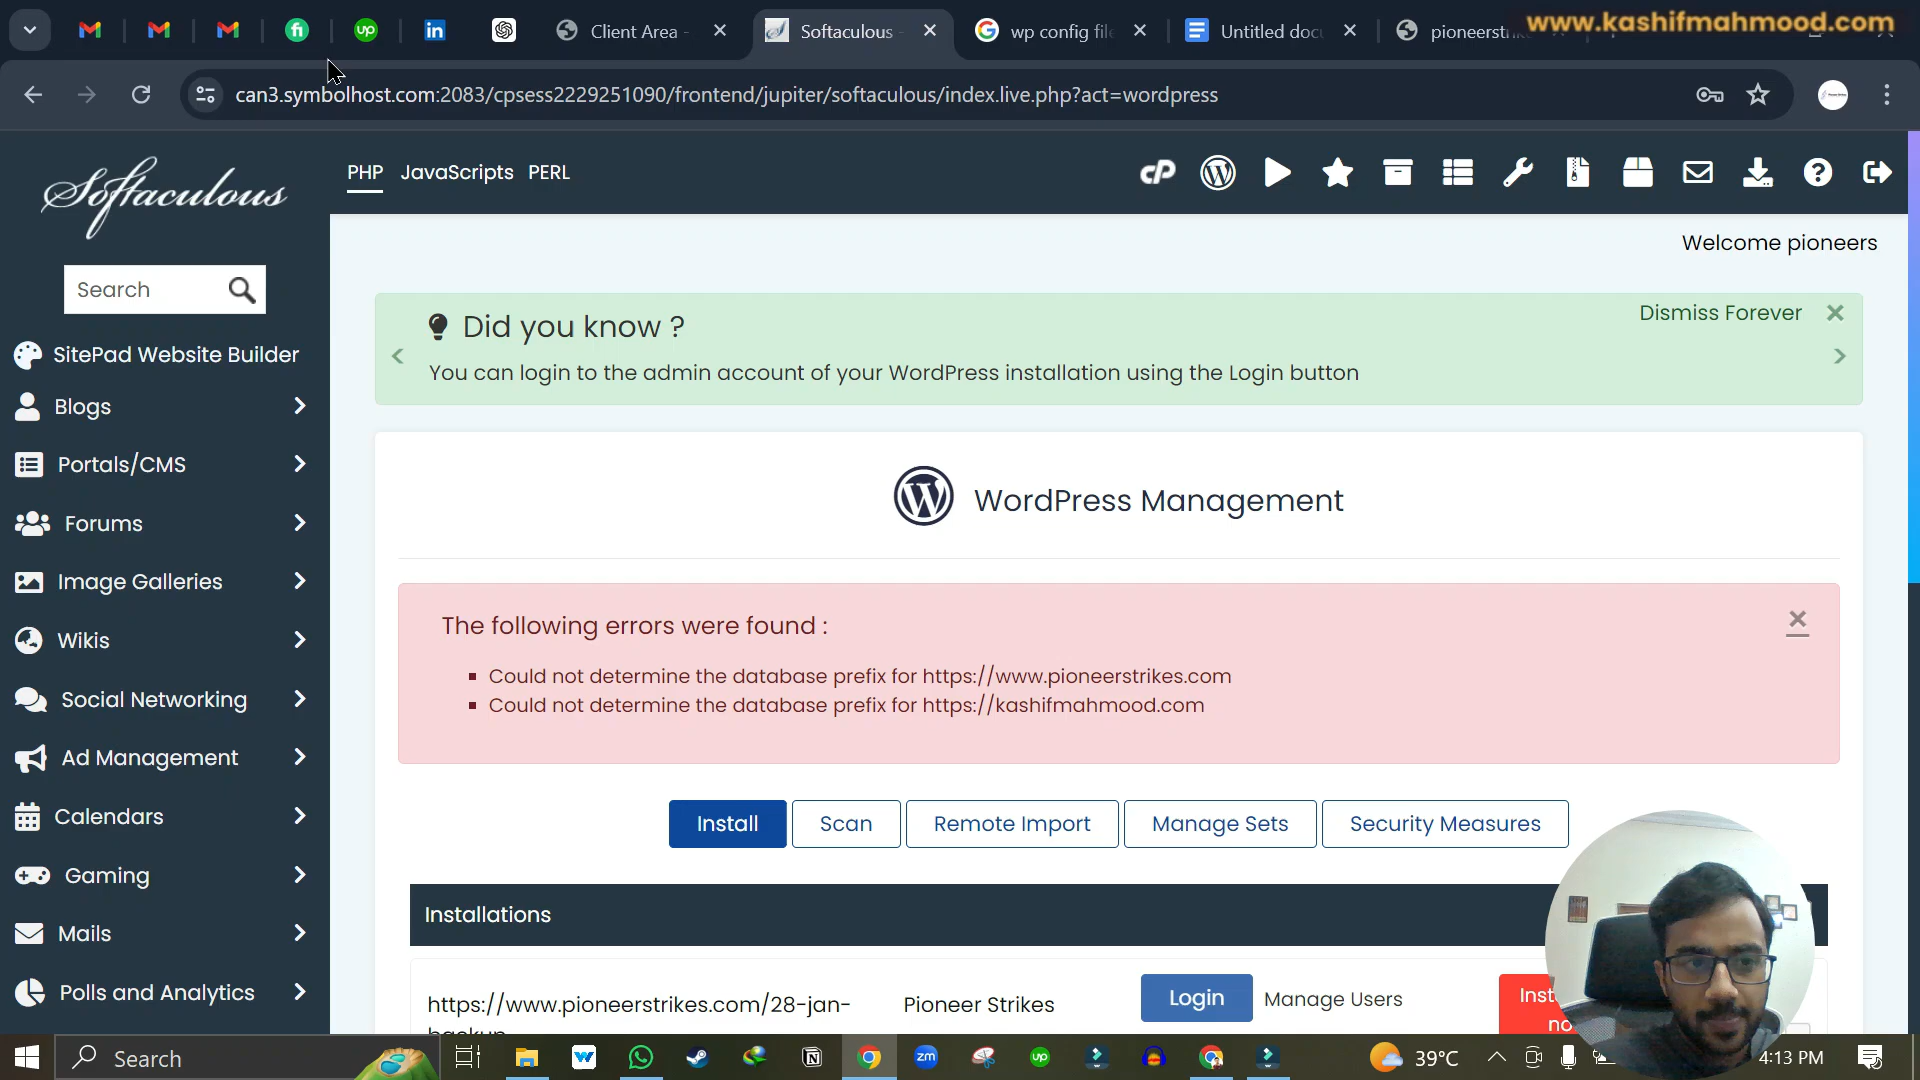 Client Area -
Softaculous -
wp config file
Untitled docu
pioneerstrik
www.kashifmahmood.com
can3.symbolhost.com:2083/cpsess2229251090/frontend/jupiter/softaculous/index.live.php?act=wordpress
Softaculous
PHP JavaScripts PERL
cP
Welcome pioneers
Search
Did you know ?
Dismiss Forever
You can login to the admin account of your WordPress installation using the Login button
SitePad Website Builder
Blogs
Portals/CMS
Forums
Image Galleries
Wikis
Social Networking
Ad Management
Calendars
Gaming
Mails
Polls and Analytics
WordPress Management
The following errors were found :
Could not determine the database prefix for https://www.pioneerstrikes.com
Could not determine the database prefix for https://kashifmahmood.com
Install
Scan
Remote Import
Manage Sets
Security Measures
Installations
https://www.pioneerstrikes.com/28-jan-
backup
Pioneer Strikes
Login
Manage Users
Search
39°C
4:13 PM